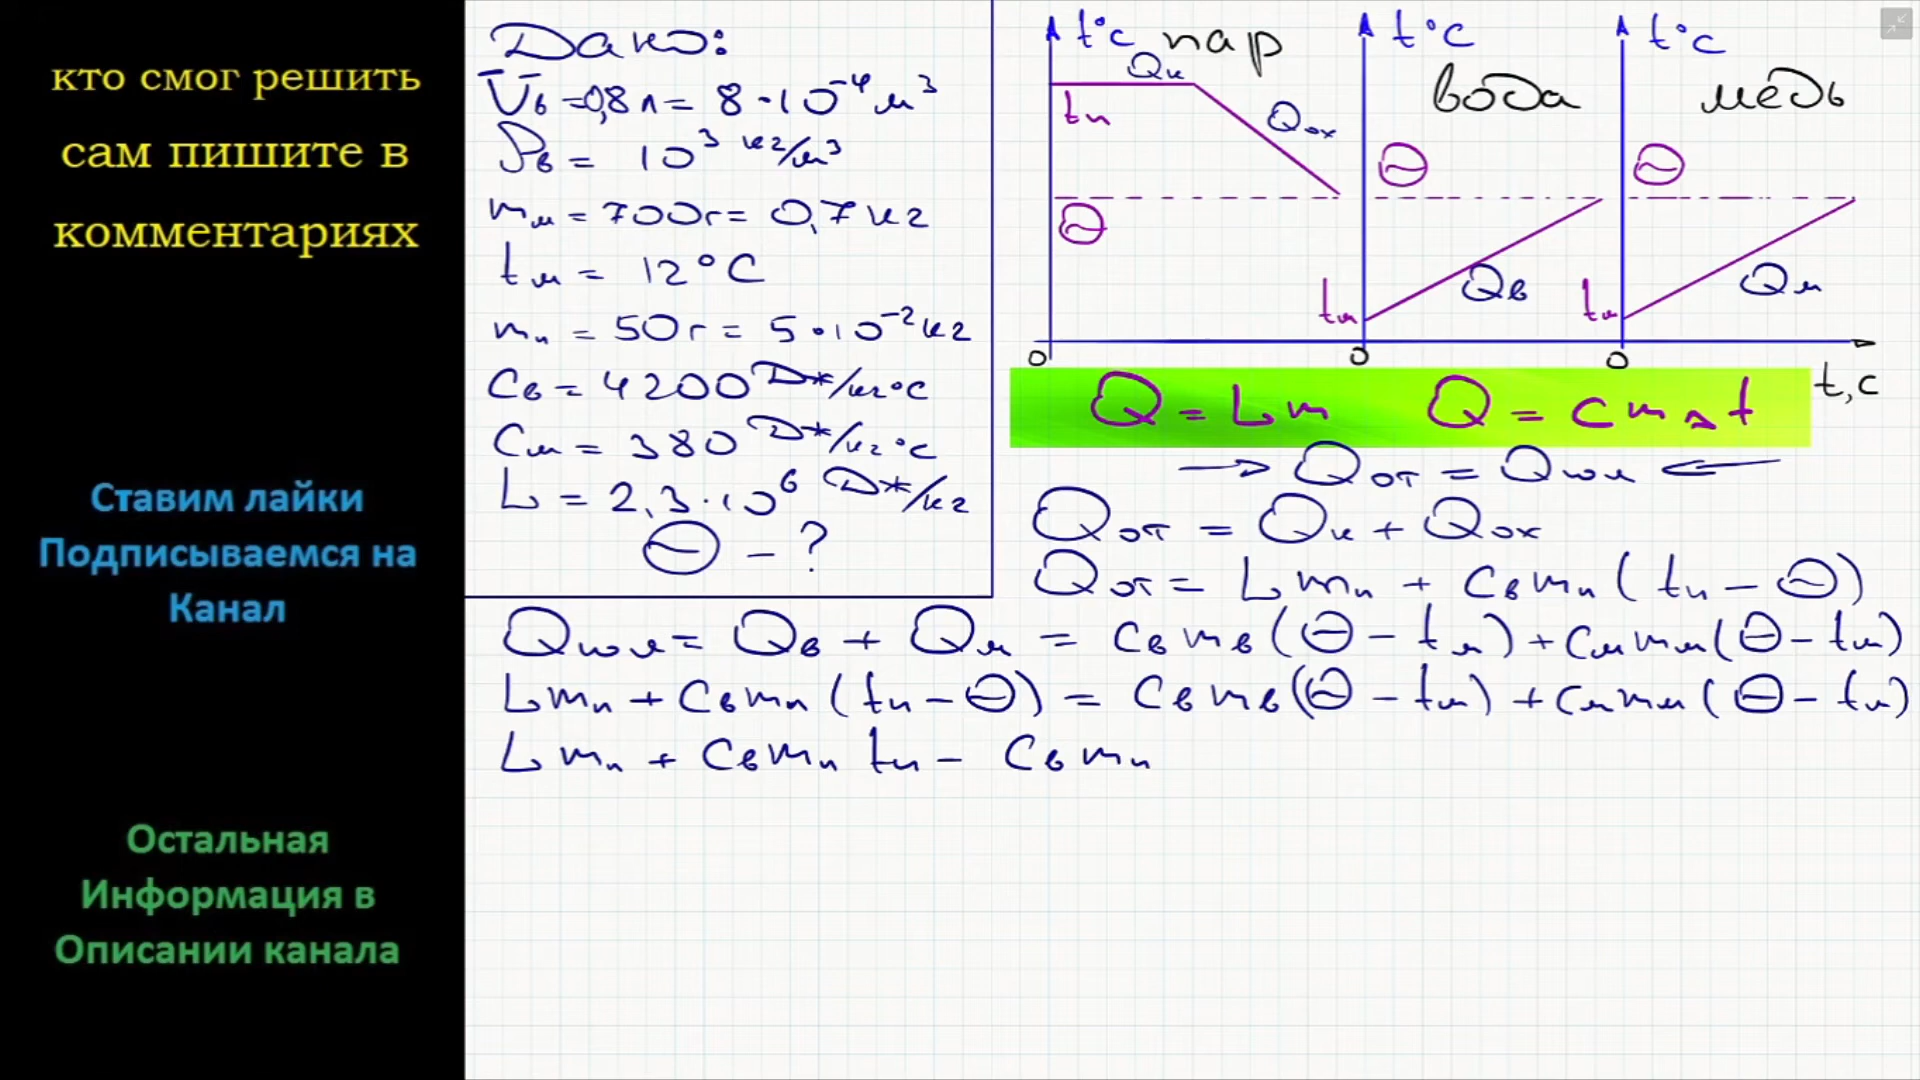 кто смог решить
сам пишите в
комментариях
Ставим лайки
Подписываемся на
Канал
Остальная
Информация в
Описании канала
Дано:
Vв = 0,8 л = 8·10⁻⁴ м³
ρв = 10³ кг/м³
mм = 700г = 0,7 кг
tм = 12°C
mп = 50г = 5·10⁻² кг
Cв = 4200 Дж/кг°С
Cм = 380 Дж/кг°С
L = 2,3·10⁶ Дж/кг
Θ – ?
t°c пар
Qк
tп
Qох
Θ
0
t°c
вода
Θ
Qв
tм
0
t°c
медь
Θ
Qм
tм
0
t,c
Q = Lm Q = cmΔt
→ Qот = Qпол ←
Qот = Qк + Qох
Qот = Lmп + Cвmп(tп – Θ)
Qпол = Qв + Qм = Cвmв(Θ – tм) + Cмmм(Θ – tм)
Lmп + Cвmп(tп – Θ) = Cвmв(Θ – tм) + Cмmм(Θ – tм)
Lmп + Cвmп tп – Cвmп